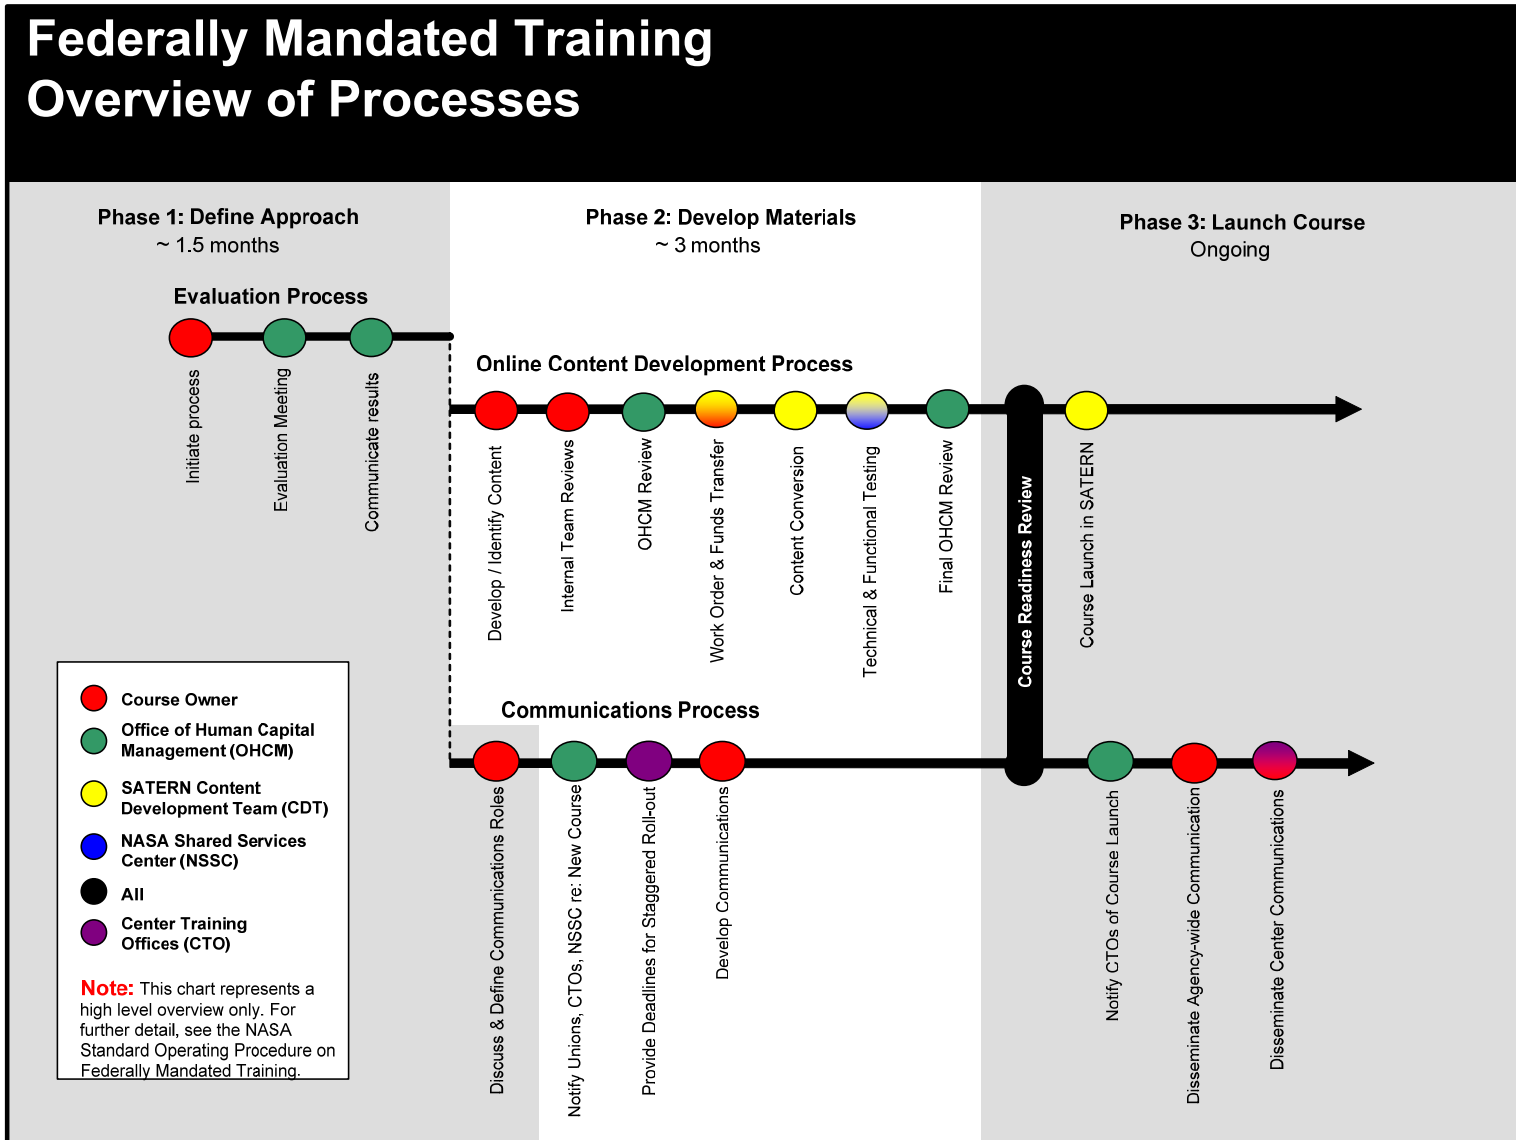 Federally Mandated Training
Overview of Processes
Phase 1: Define Approach
~ 1.5 months
Phase 2: Develop Materials
~ 3 months
Phase 3: Launch Course
Ongoing
Evaluation Process
Initiate process
Evaluation Meeting
Communicate results
Online Content Development Process
Develop / Identify Content
Internal Team Reviews
OHCM Review
Work Order & Funds Transfer
Content Conversion
Technical & Functional Testing
Final OHCM Review
Course Readiness Review
Course Launch in SATERN
Communications Process
Discuss & Define Communications Roles
Notify Unions, CTOs, NSSC re: New Course
Provide Deadlines for Staggered Roll-out
Develop Communications
Notify CTOs of Course Launch
Disseminate Agency-wide Communication
Disseminate Center Communications
Course Owner
Office of Human Capital
Management (OHCM)
SATERN Content
Development Team (CDT)
NASA Shared Services
Center (NSSC)
All
Center Training
Offices (CTO)
Note: This chart represents a
high level overview only. For
further detail, see the NASA
Standard Operating Procedure on
Federally Mandated Training.